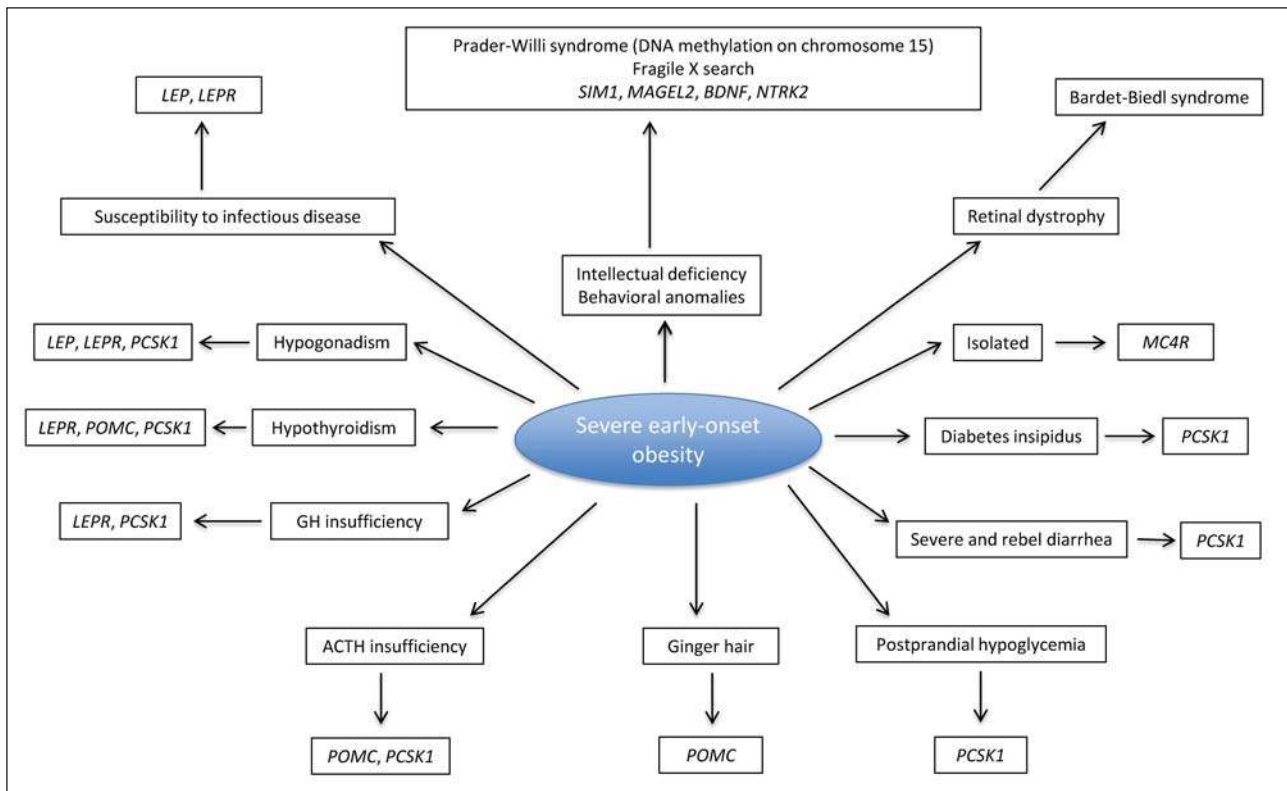 Prader-Willi syndrome (DNA methylation on chromosome 15)
Fragile X search
SIM1, MAGEL2, BDNF, NTRK2
LEP, LEPR
Bardet-Biedl syndrome
Susceptibility to infectious disease
Retinal dystrophy
Intellectual deficiency
Behavioral anomalies
LEP, LEPR, PCSK1
Hypogonadism
Isolated
MC4R
LEPR, POMC, PCSK1
Hypothyroidism
Severe early-onset
obesity
Diabetes insipidus
PCSK1
LEPR, PCSK1
GH insufficiency
Severe and rebel diarrhea
PCSK1
ACTH insufficiency
Ginger hair
Postprandial hypoglycemia
POMC, PCSK1
POMC
PCSK1